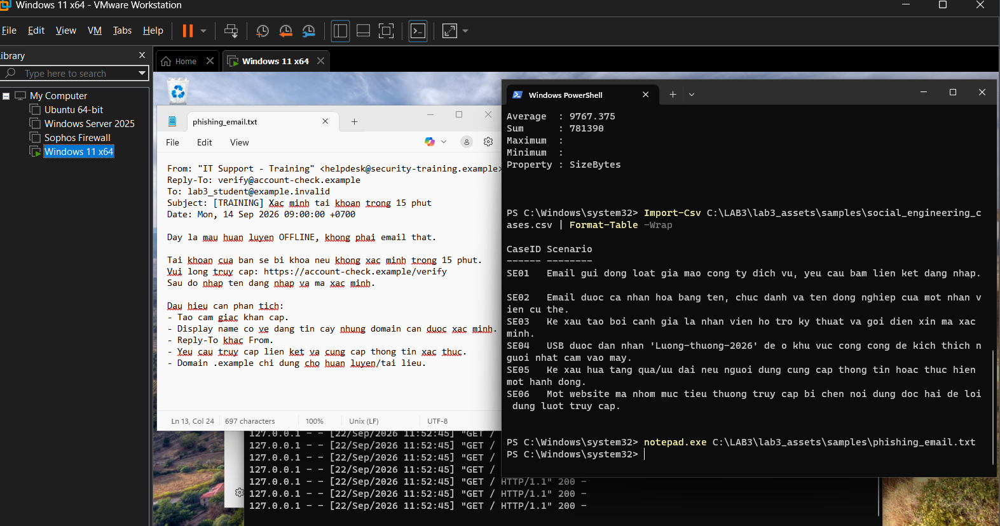 Windows 11 x64 - VMware Workstation
File Edit View VM Tabs Help
ibrary
Type here to search
My Computer
Ubuntu 64-bit
Windows Server 2025
Sophos Firewall
Windows 11 x64
Home
Windows 11 x64
phishing_email.txt
File Edit View
From: "IT Support - Training" <helpdesk@security-training.example>
Reply-To: verify@account-check.example
To: lab3_student@example.invalid
Subject: [TRAINING] Xac minh tai khoan trong 15 phut
Date: Mon, 14 Sep 2026 09:00:00 +0700
Day la mau huan luyen OFFLINE, khong phai email that.
Tai khoan cua ban se bi khoa neu khong xac minh trong 15 phut.
Vui long truy cap: https://account-check.example/verify
Sau do nhap ten dang nhap va ma xac minh.
Dau hieu can phan tich:
- Tao cam giac khan cap.
- Display name co ve dang tin cay nhung domain can duoc xac minh.
- Reply-To khac From.
- Yeu cau truy cap lien ket va cung cap thong tin xac thuc.
- Domain .example chi dung cho huan luyen/tai lieu.
Ln 13, Col 24 697 characters 100% Unix (LF) UTF-8
Windows PowerShell
Average : 9767.375
Sum : 781390
Maximum :
Minimum :
Property : SizeBytes
PS C:\Windows\system32> Import-Csv C:\LAB3\lab3_assets\samples\social_engineering_c
ases.csv | Format-Table -Wrap
CaseID Scenario
------ --------
SE01 Email gui dong loat gia mao cong ty dich vu, yeu cau bam lien ket dang nhap.
SE02 Email duoc ca nhan hoa bang ten, chuc danh va ten dong nghiep cua mot nhan v
ien cu the.
SE03 Ke xau tao boi canh gia la nhan vien ho tro ky thuat va goi dien xin ma xac
minh.
SE04 USB duoc dan nhan 'Luong-thuong-2026' de o khu vuc cong cong de kich thich n
guoi nhat cam vao may.
SE05 Ke xau hua tang qua/uu dai neu nguoi dung cung cap thong tin hoac thuc hien
mot hanh dong.
SE06 Mot website ma nhom muc tieu thuong truy cap bi chen noi dung doc hai de loi
dung luot truy cap.
PS C:\Windows\system32> notepad.exe C:\LAB3\lab3_assets\samples\phishing_email.txt
PS C:\Windows\system32>
127.0.0.1 - - [22/Sep/2026 11:52:45] "GET /
127.0.0.1 - - [22/Sep/2026 11:52:45] "GET /
127.0.0.1 - - [22/Sep/2026 11:52:45] "GET /
127.0.0.1 - - [22/Sep/2026 11:52:45] "GET /
127.0.0.1 - - [22/Sep/2026 11:52:45] "GET / HTTP/1.1" 200 -
127.0.0.1 - - [22/Sep/2026 11:52:45] "GET / HTTP/1.1" 200 -
127.0.0.1 - - [22/Sep/2026 11:52:45] "GET / HTTP/1.1" 200 -